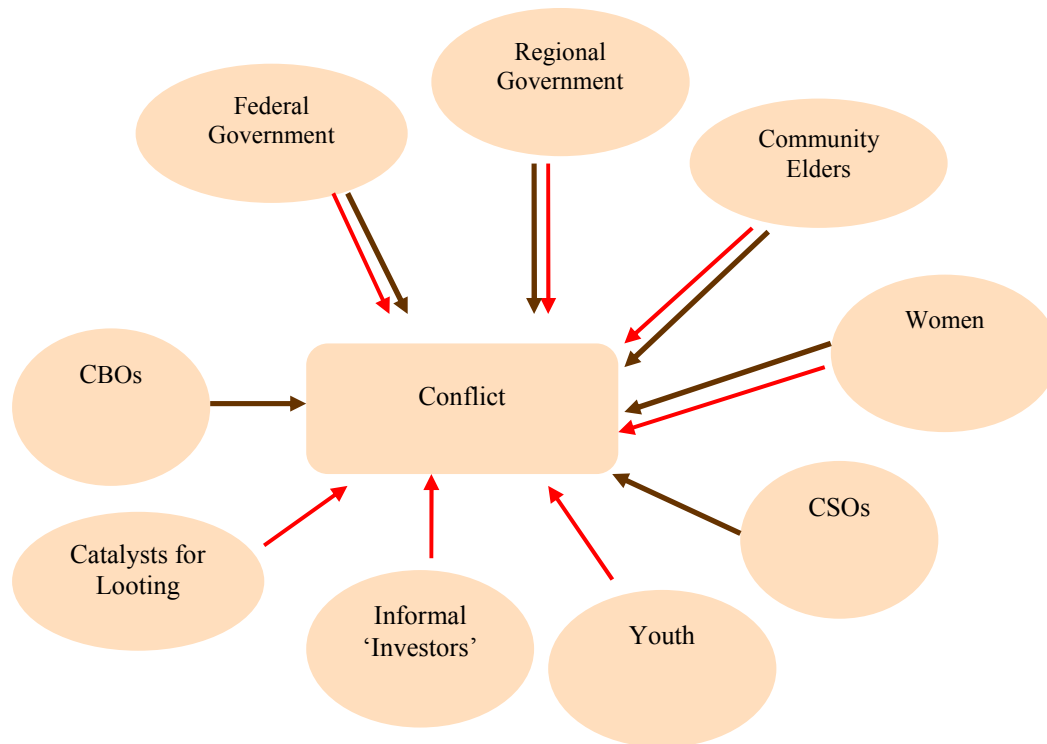 Regional
Government
Federal
Government
Community
Elders
Women
CBOs
Conflict
CSOs
Catalysts for
Looting
Informal
‘Investors’
Youth